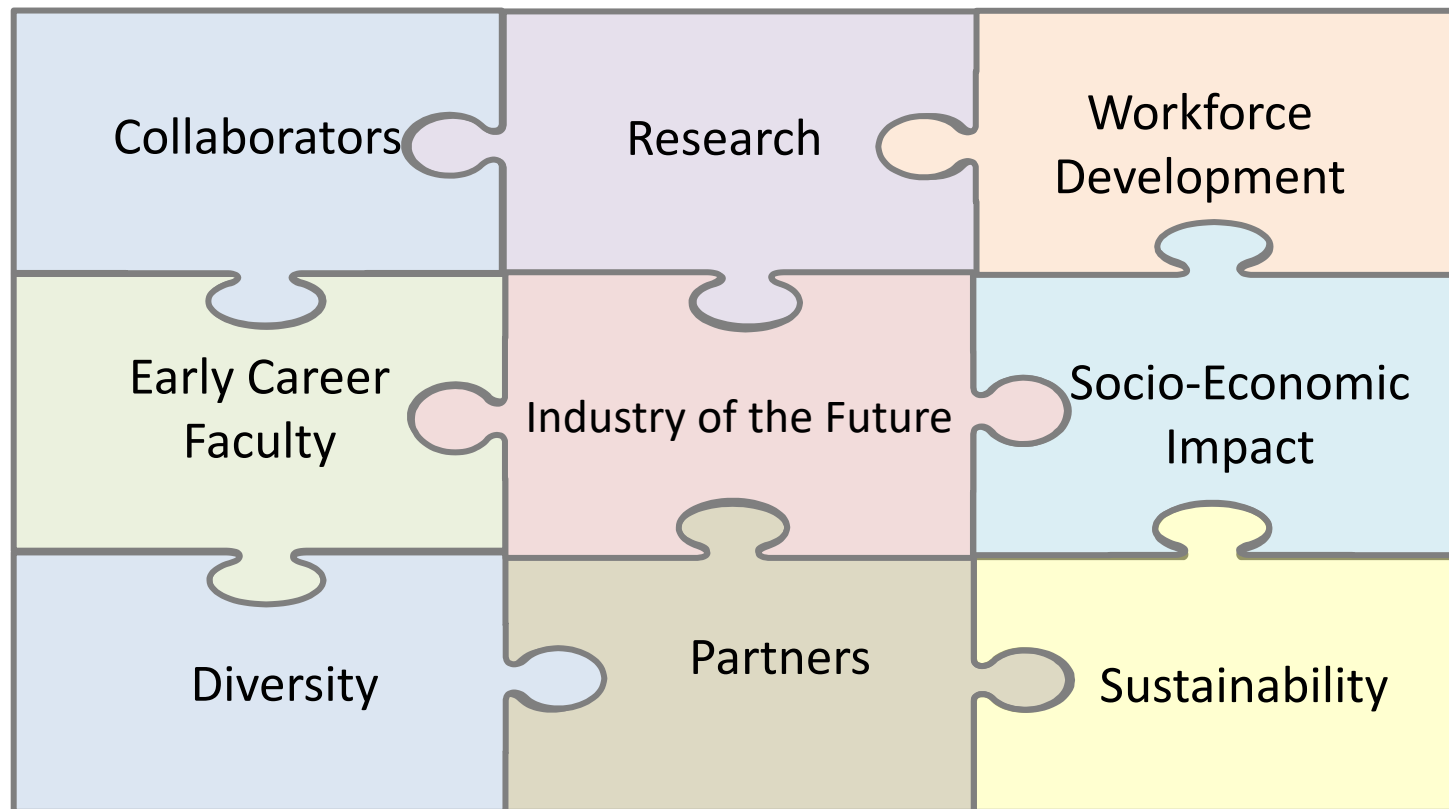 Collaborators
Research
Workforce
Development
Early Career
Faculty
Industry of the Future
Socio-Economic
Impact
Diversity
Partners
Sustainability